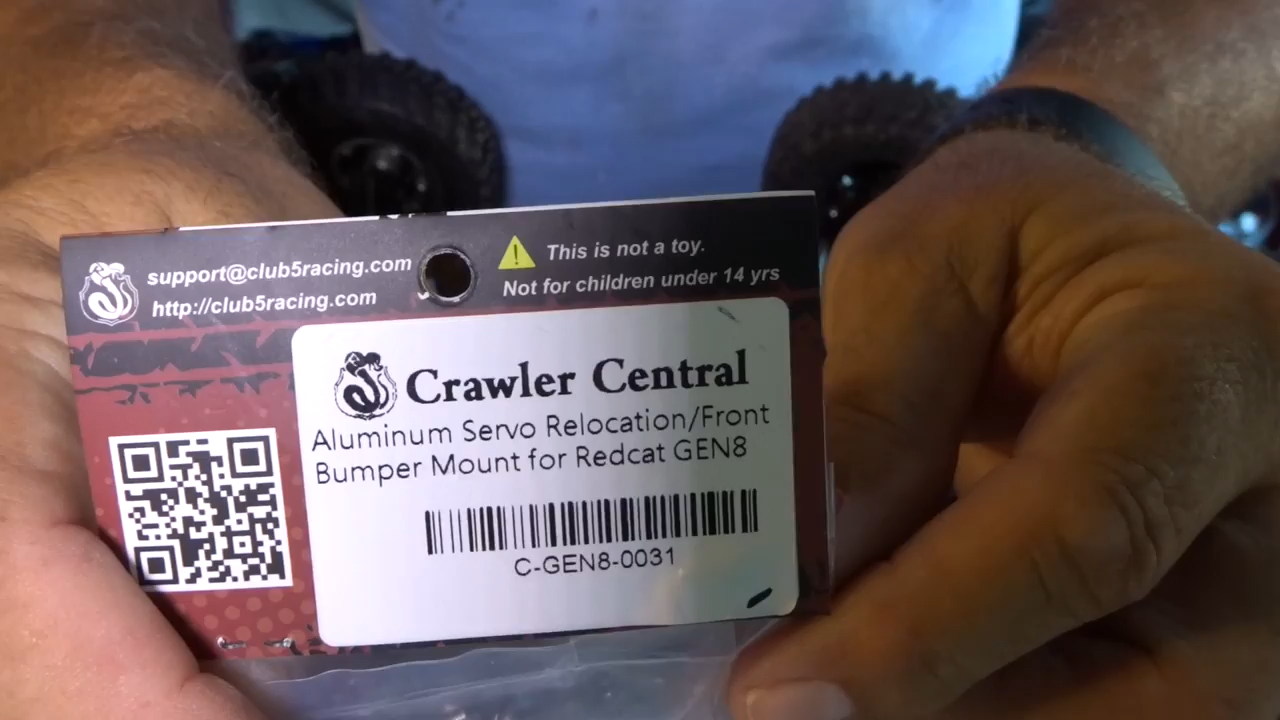 support@club5racing.com
http://club5racing.com
This is not a toy.
Not for children under 14 yrs
Crawler Central
Aluminum Servo Relocation/Front
Bumper Mount for Redcat GEN8
C-GEN8-0031